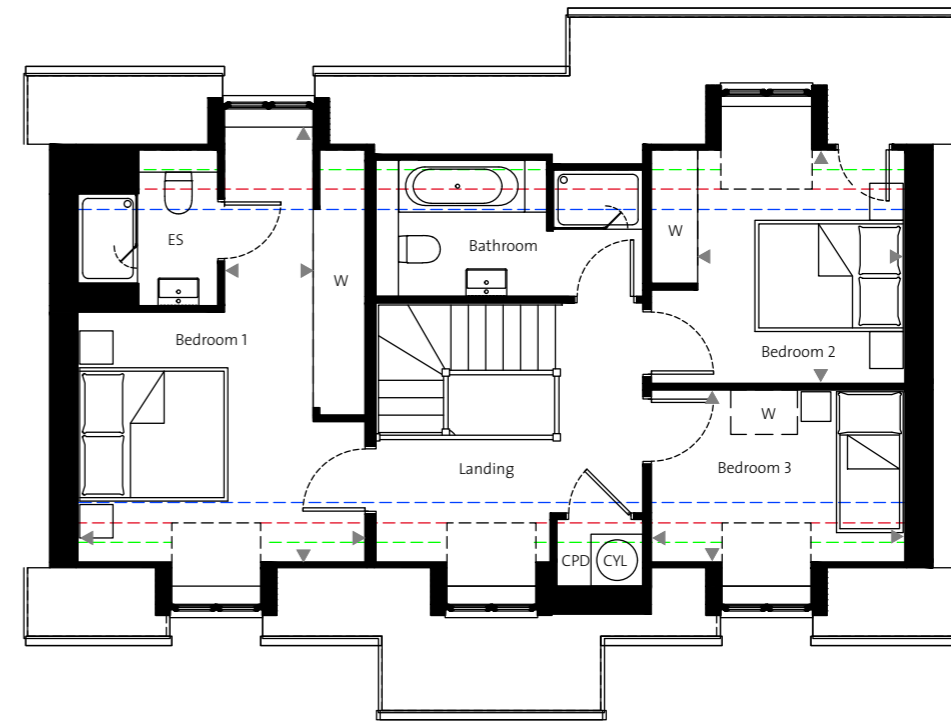 ES
Bathroom
W
W
Bedroom 1
Bedroom 2
W
Landing
Bedroom 3
CPD
CYL